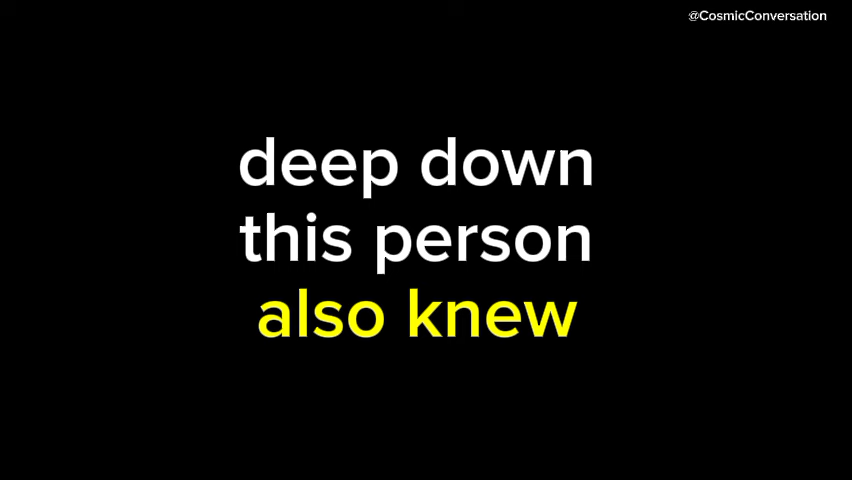 @CosmicConversation
deep down
this person
also knew